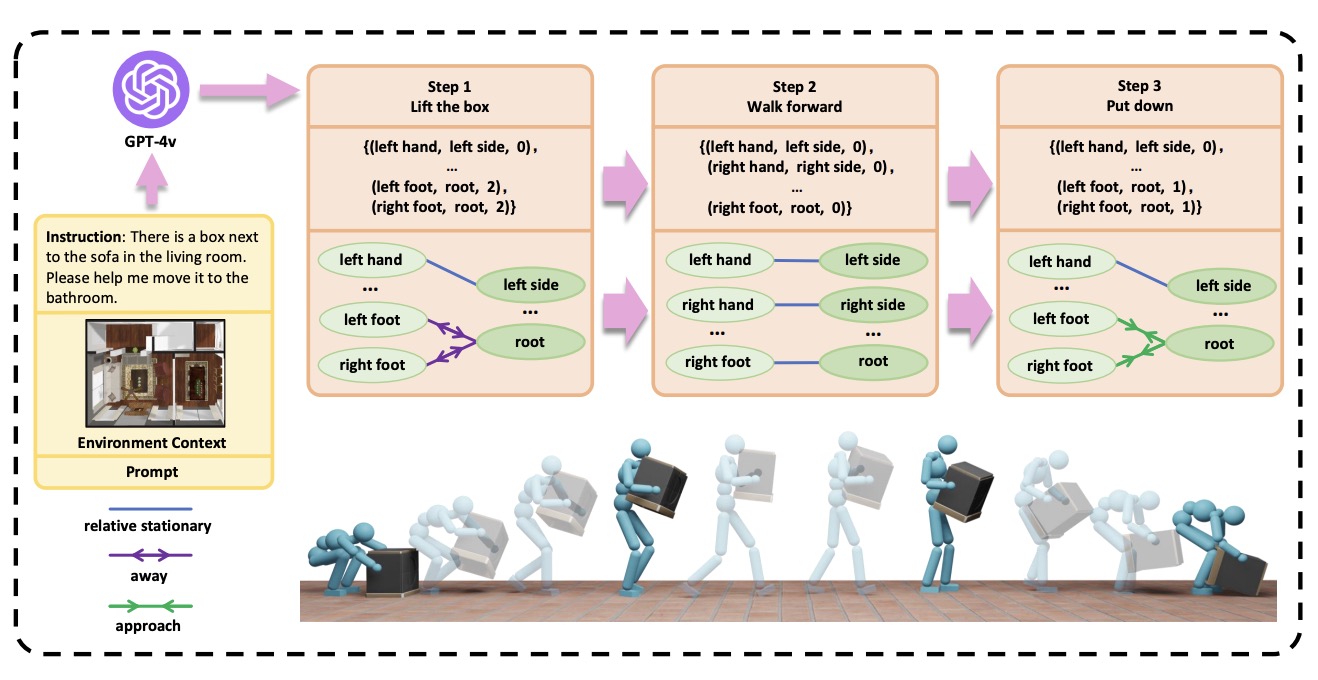 GPT-4v
Instruction: There is a box next
to the sofa in the living room.
Please help me move it to the
bathroom.
Environment Context
Prompt
relative stationary
away
approach
Step 1
Lift the box
{(left hand, left side, 0),
...
(left foot, root, 2),
(right foot, root, 2)}
left hand
...
left foot
right foot
left side
...
root
Step 2
Walk forward
{(left hand, left side, 0),
(right hand, right side, 0),
...
(right foot, root, 0)}
left hand
right hand
...
right foot
left side
right side
...
root
Step 3
Put down
{(left hand, left side, 0),
...
(left foot, root, 1),
(right foot, root, 1)}
left hand
...
left foot
right foot
left side
...
root